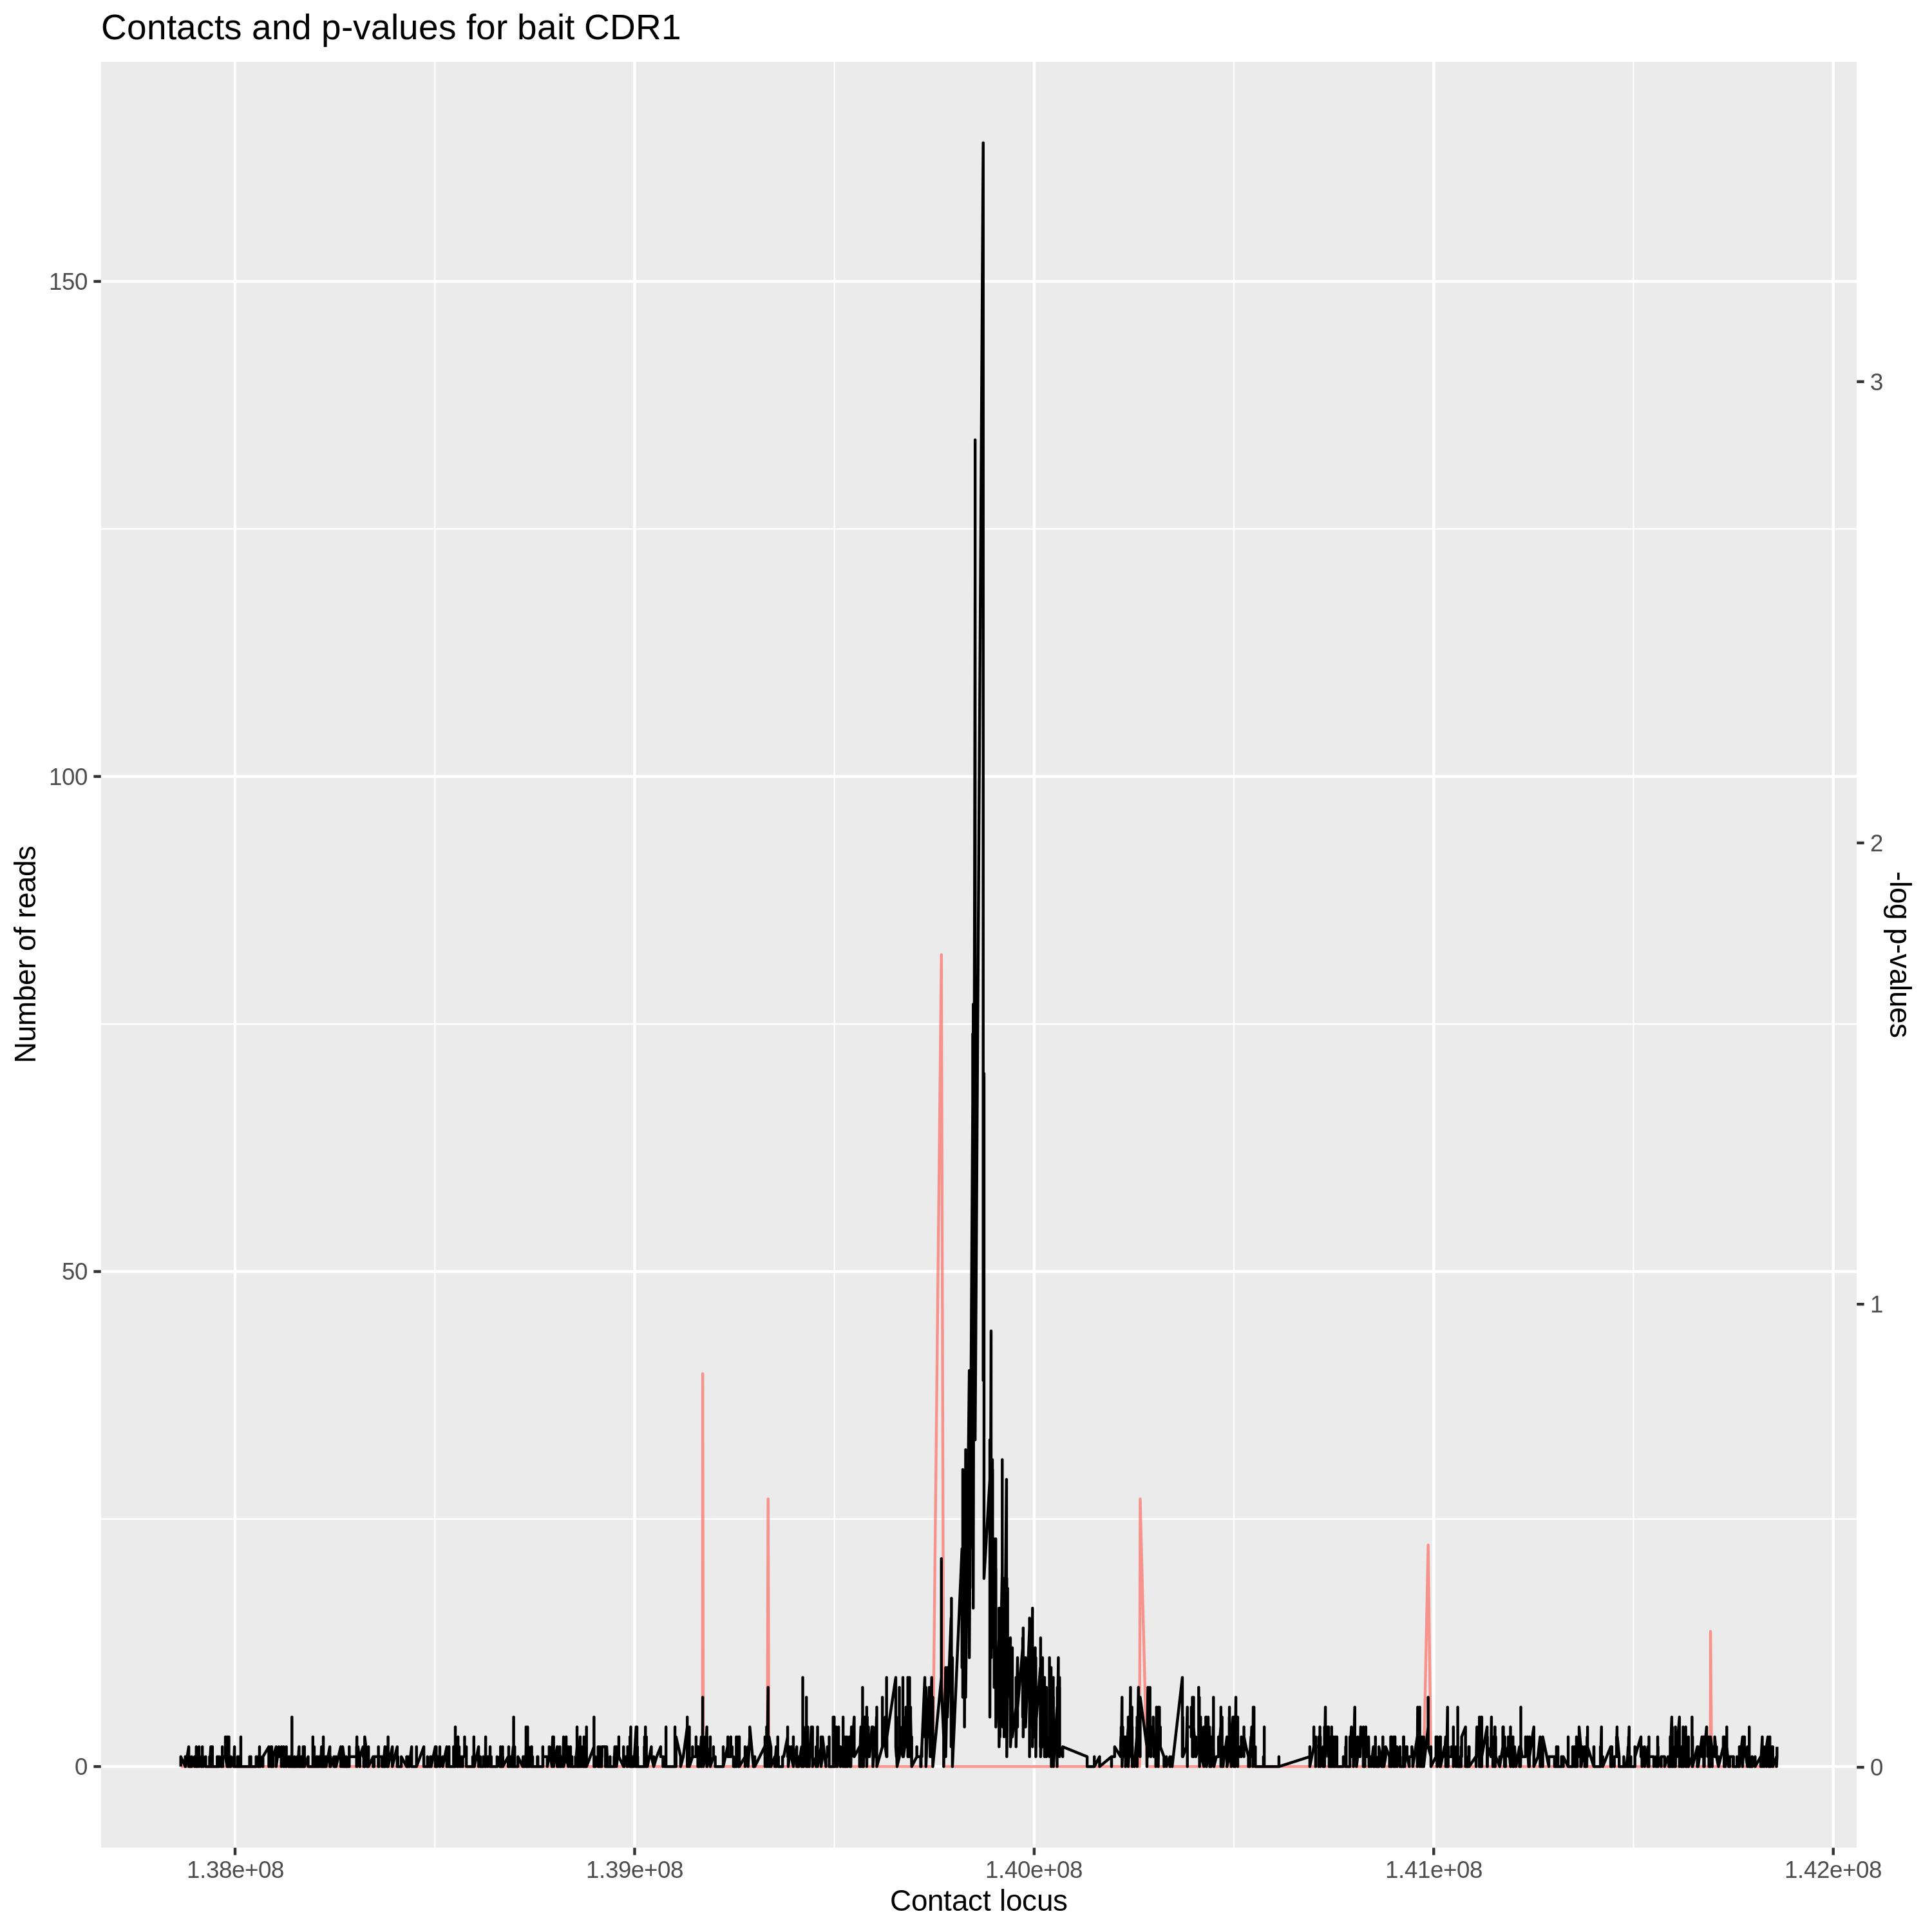 Contacts and p-values for bait CDR1
150
100
50
0
Number of reads
3
2
1
0
-log p-values
1.38e+08
1.39e+08
1.40e+08
1.41e+08
1.42e+08
Contact locus